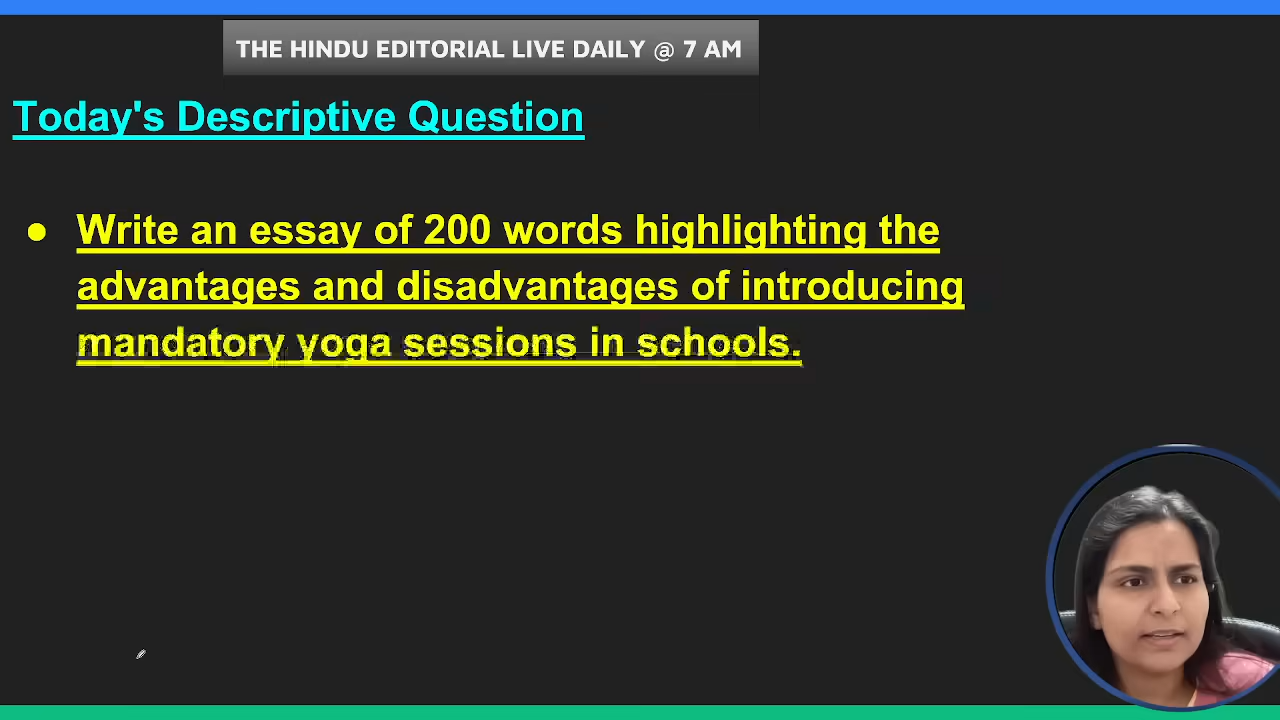 THE HINDU EDITORIAL LIVE DAILY @ 7 AM
Today's Descriptive Question
● Write an essay of 200 words highlighting the
advantages and disadvantages of introducing
mandatory yoga sessions in schools.